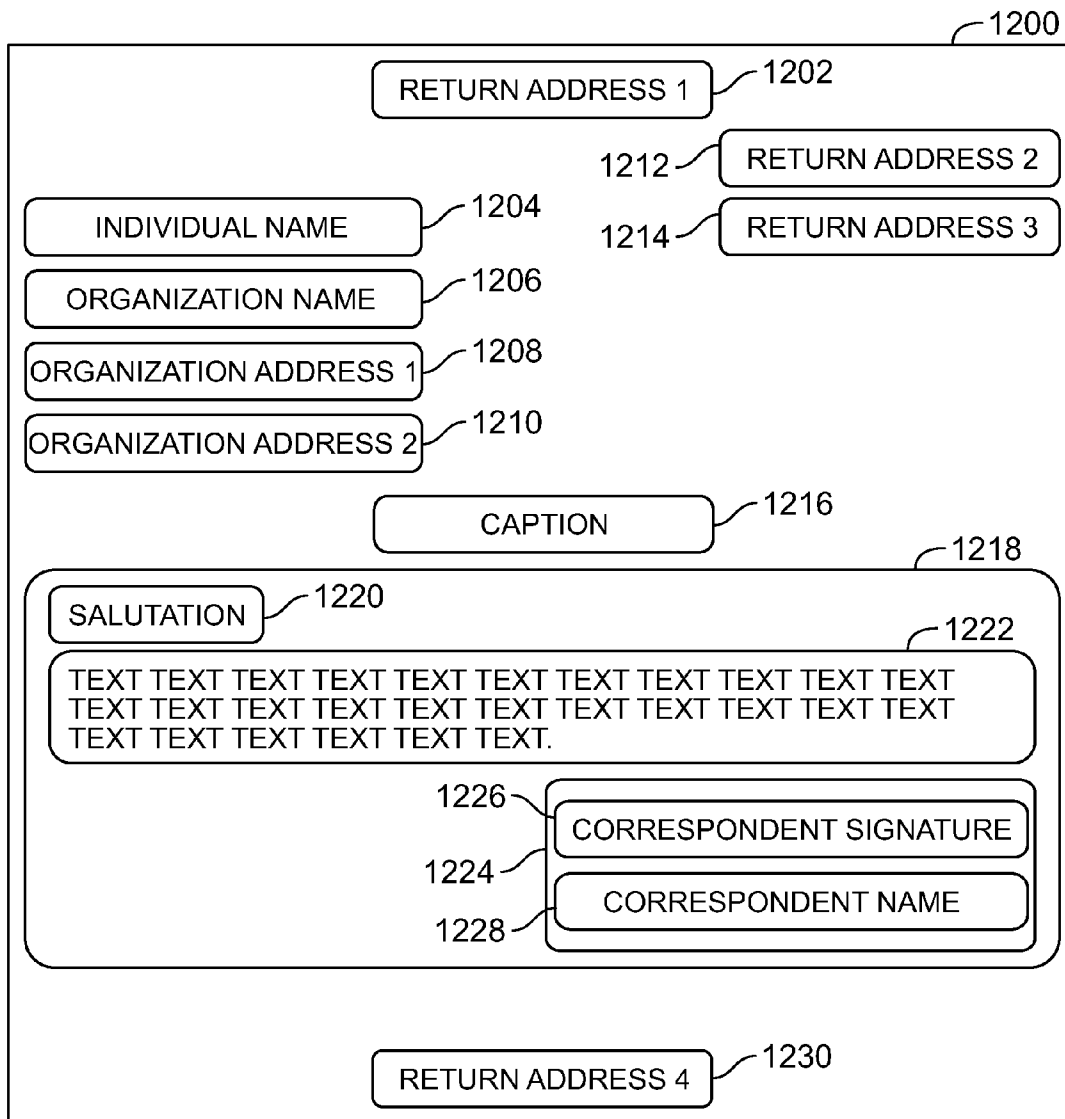 1200
RETURN ADDRESS 1
1202
1212
RETURN ADDRESS 2
INDIVIDUAL NAME
1204
1214
RETURN ADDRESS 3
ORGANIZATION NAME
1206
ORGANIZATION ADDRESS 1
1208
ORGANIZATION ADDRESS 2
1210
CAPTION
1216
1218
SALUTATION
1220
1222
TEXT TEXT TEXT TEXT TEXT TEXT TEXT TEXT TEXT TEXT TEXT
TEXT TEXT TEXT TEXT TEXT TEXT TEXT TEXT TEXT TEXT TEXT
TEXT TEXT TEXT TEXT TEXT TEXT.
1226
CORRESPONDENT SIGNATURE
1224
CORRESPONDENT NAME
1228
RETURN ADDRESS 4
1230